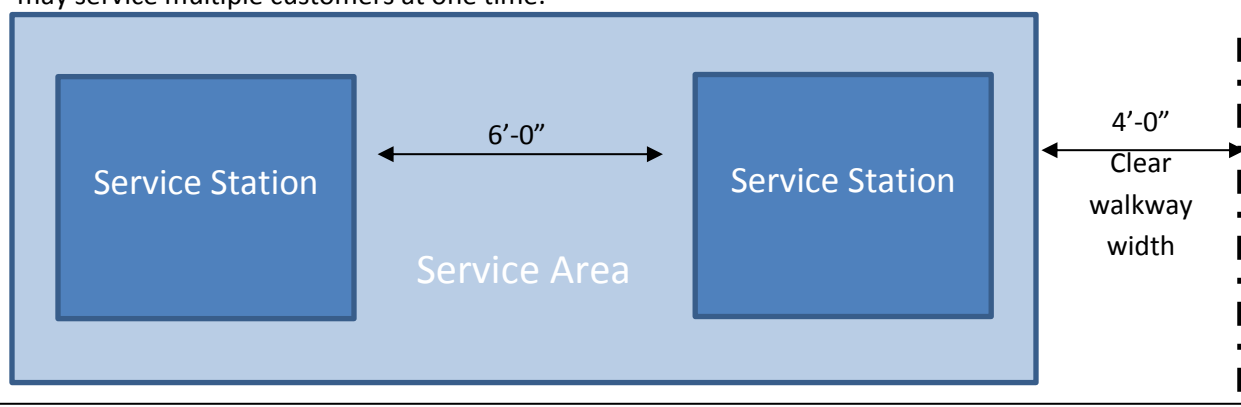 may service multiple customers at one time.
6’-0”
4’-0”
Service Station
Service Station
Clear
walkway
width
Service Area